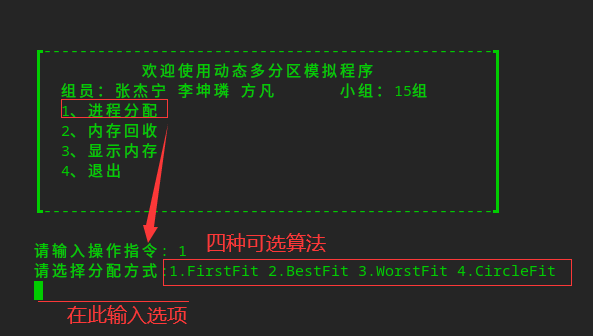 欢迎使用动态多分区模拟程序
组员：张杰宁 李坤璘 方凡 小组：15组
1、进程分配
2、内存回收
3、显示内存
4、退出
请输入操作指令：1
四种可选算法
请选择分配方式:1.FirstFit 2.BestFit 3.WorstFit 4.CircleFit
在此输入选项